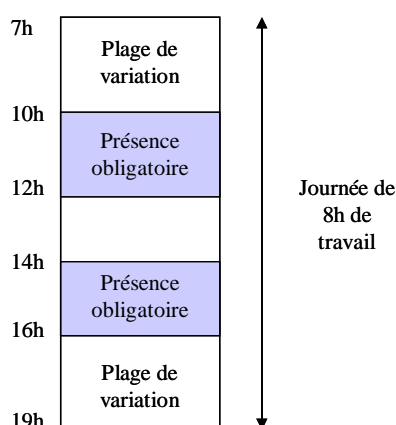 7h
Plage de
variation
10h
Présence
obligatoire
12h
Journée de
8h de
travail
14h
Présence
obligatoire
16h
Plage de
variation
19h